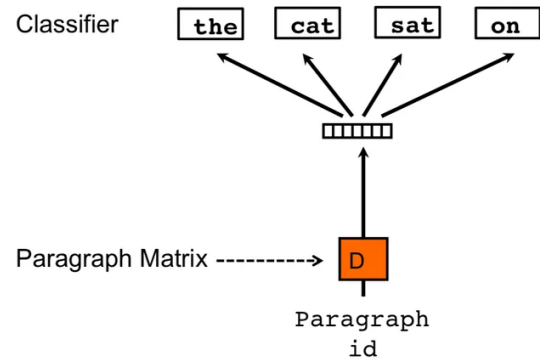 Classifier the cat sat on
Paragraph Matrix D
Paragraph
id